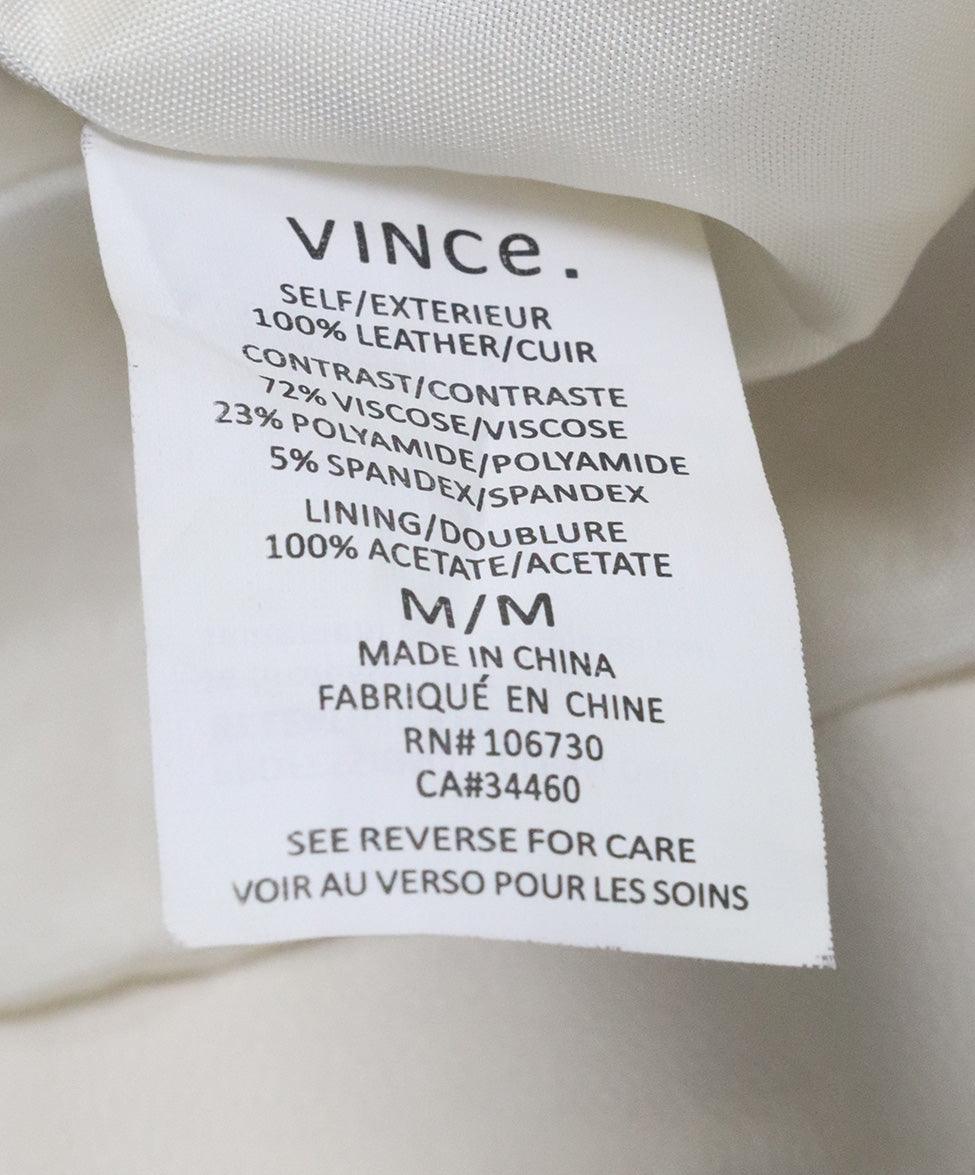 VINCe.
SELF/EXTERIEUR
100% LEATHER/CUIR
CONTRAST/CONTRASTE
72% VISCOSE/VISCOSE
23% POLYAMIDE/POLYAMIDE
5% SPANDEX/SPANDEX
LINING/DOUBLURE
100% ACETATE/ACETATE
M/M
MADE IN CHINA
FABRIQUÉ EN CHINE
RN# 106730
CA#34460
SEE REVERSE FOR CARE
VOIR AU VERSO POUR LES SOINS